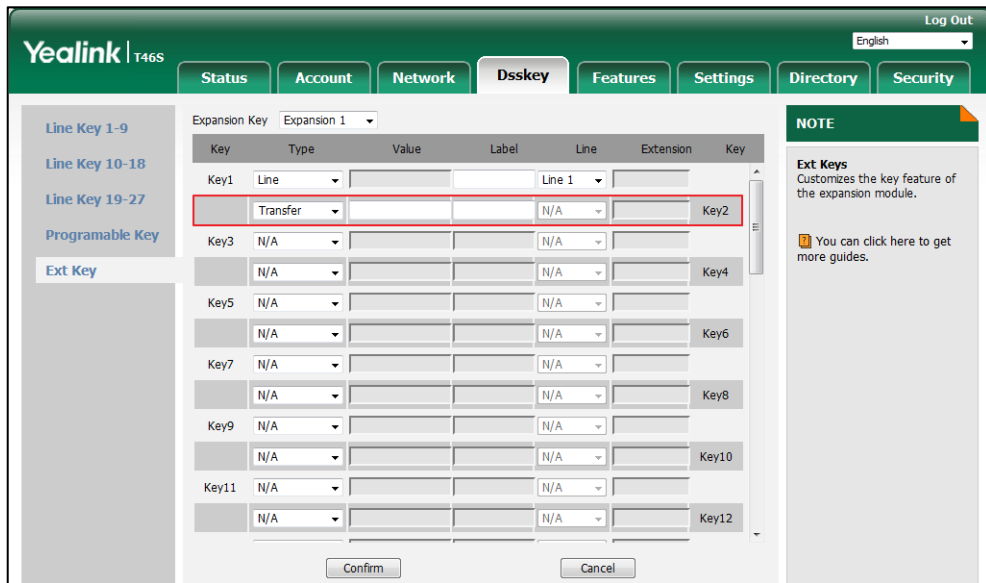 Log Out
Yealink T46S
English
Status Account Network Dsskey Features Settings Directory Security
Line Key 1-9
Line Key 10-18
Line Key 19-27
Programable Key
Ext Key
Expansion Key Expansion 1
Key Type Value Label Line Extension Key
Key1 Line Line 1
Transfer N/A Key2
Key3 N/A N/A
N/A N/A Key4
Key5 N/A N/A
N/A N/A Key6
Key7 N/A N/A
N/A N/A Key8
Key9 N/A N/A
N/A N/A Key10
Key11 N/A N/A
N/A N/A Key12
Confirm Cancel
NOTE
Ext Keys
Customizes the key feature of
the expansion module.
You can click here to get
more guides.